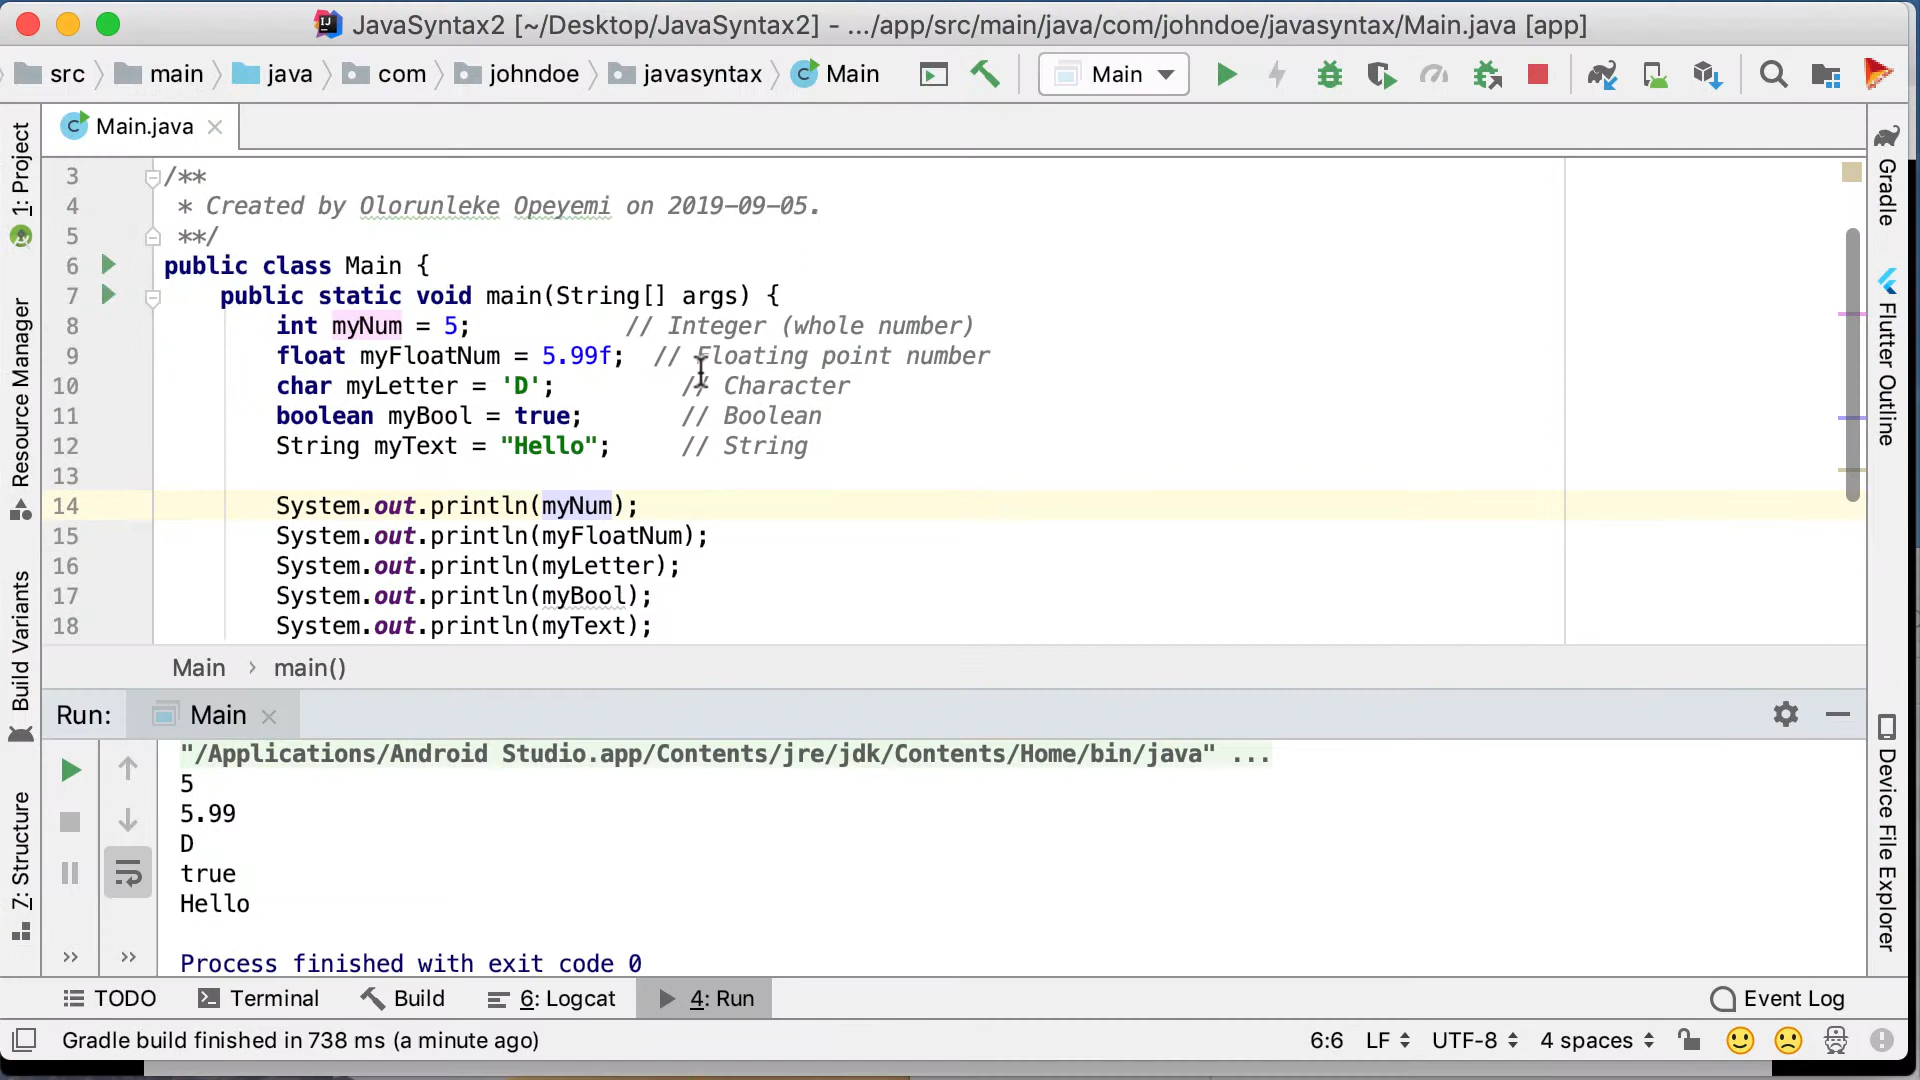 JavaSyntax2 [~/Desktop/JavaSyntax2] - .../app/src/main/java/com/johndoe/javasyntax/Main.java [app]
src main java com johndoe javasyntax Main Main
Main.java
3 /**
4 * Created by Olorunleke Opeyemi on 2019-09-05.
5 **/
6 public class Main {
7 public static void main(String[] args) {
8 int myNum = 5; // Integer (whole number)
9 float myFloatNum = 5.99f; // Floating point number
10 char myLetter = 'D'; // Character
11 boolean myBool = true; // Boolean
12 String myText = "Hello"; // String
13
14 System.out.println(myNum);
15 System.out.println(myFloatNum);
16 System.out.println(myLetter);
17 System.out.println(myBool);
18 System.out.println(myText);
Main › main()
Run: Main
"/Applications/Android Studio.app/Contents/jre/jdk/Contents/Home/bin/java" ...
5
5.99
D
true
Hello
Process finished with exit code 0
1: Project
Resource Manager
Build Variants
7: Structure
Gradle
Flutter Outline
Device File Explorer
TODO Terminal Build 6: Logcat 4: Run Event Log
Gradle build finished in 738 ms (a minute ago) 6:6 LF UTF-8 4 spaces